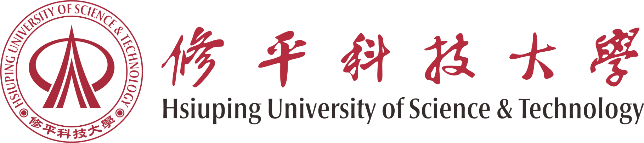 HSIUPING UNIVERSITY OF SCIENCE & TECHNOLOGY
修平科技大學
修平科技大學
Hsiuping University of Science & Technology